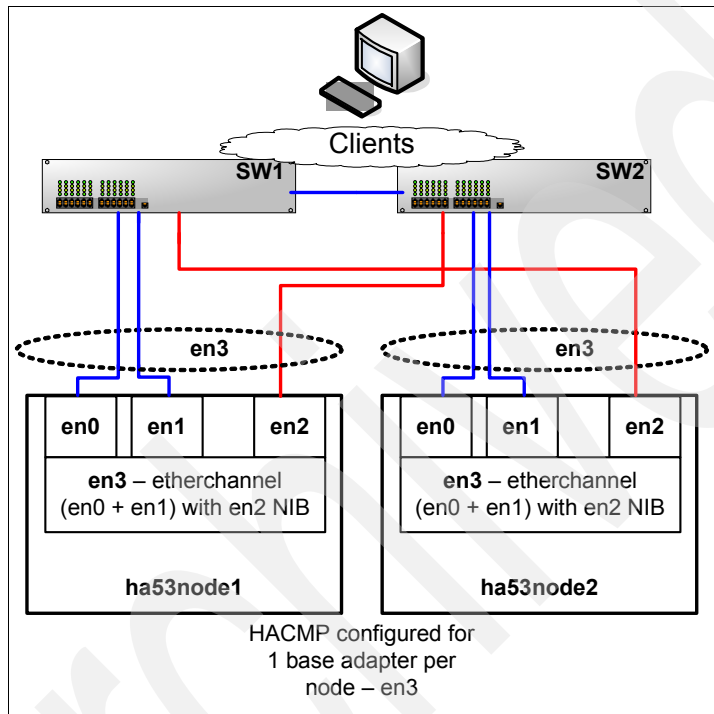 Clients
SW1
SW2
en3
en3
en0
en1
en2
en0
en1
en2
en3 – etherchannel
(en0 + en1) with en2 NIB
en3 – etherchannel
(en0 + en1) with en2 NIB
ha53node1
ha53node2
HACMP configured for
1 base adapter per
node – en3